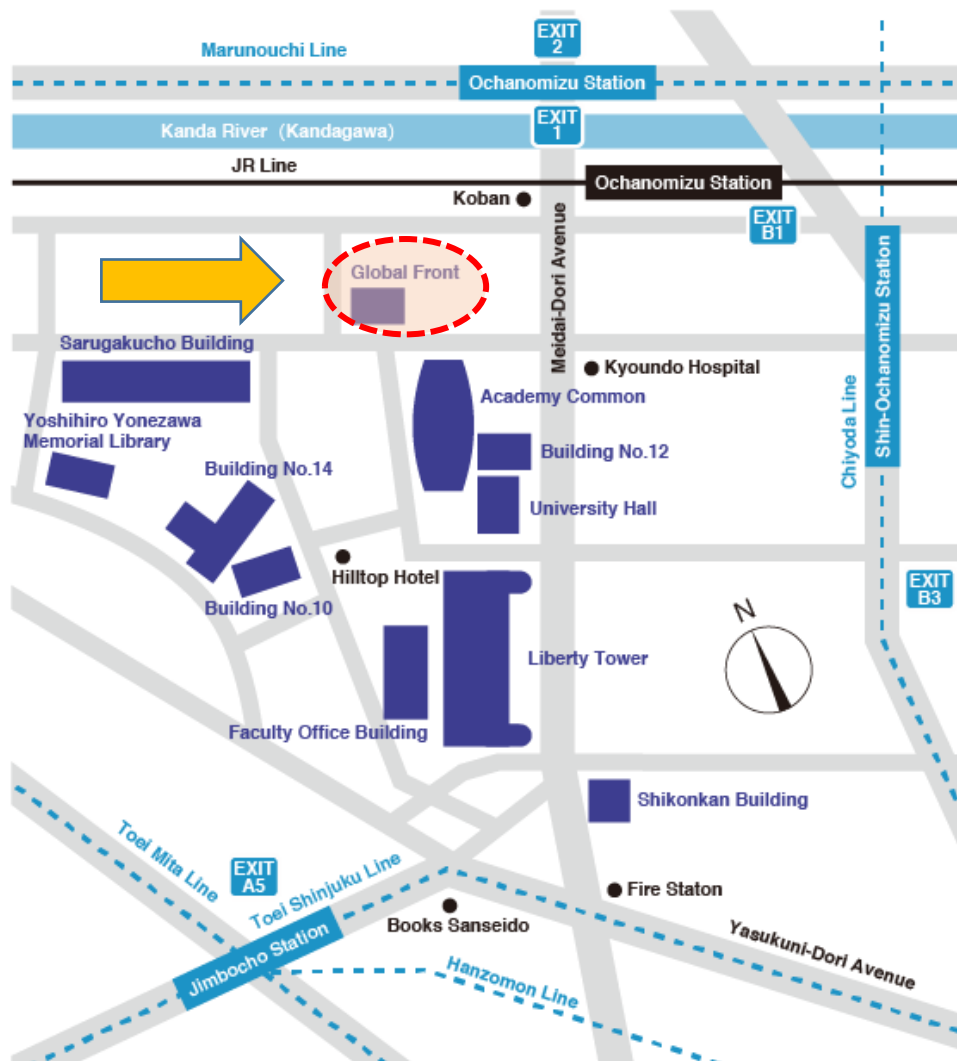 EXIT
2
Marunouchi Line
Ochanomizu Station
EXIT
1
Kanda River (Kandagawa)
JR Line
Ochanomizu Station
Koban
EXIT
B1
Meidai-Dori Avenue
Global Front
Shin-Ochanomizu Station
Sarugakucho Building
Kyoundo Hospital
Academy Common
Chiyoda Line
Yoshihiro Yonezawa
Memorial Library
Building No.12
Building No.14
University Hall
Hilltop Hotel
EXIT
B3
Building No.10
N
Liberty Tower
Faculty Office Building
Shikonkan Building
Toei Mita Line
EXIT
A5
Toei Shinjuku Line
Fire Staton
Books Sanseido
Yasukuni-Dori Avenue
Jimbocho Station
Hanzomon Line